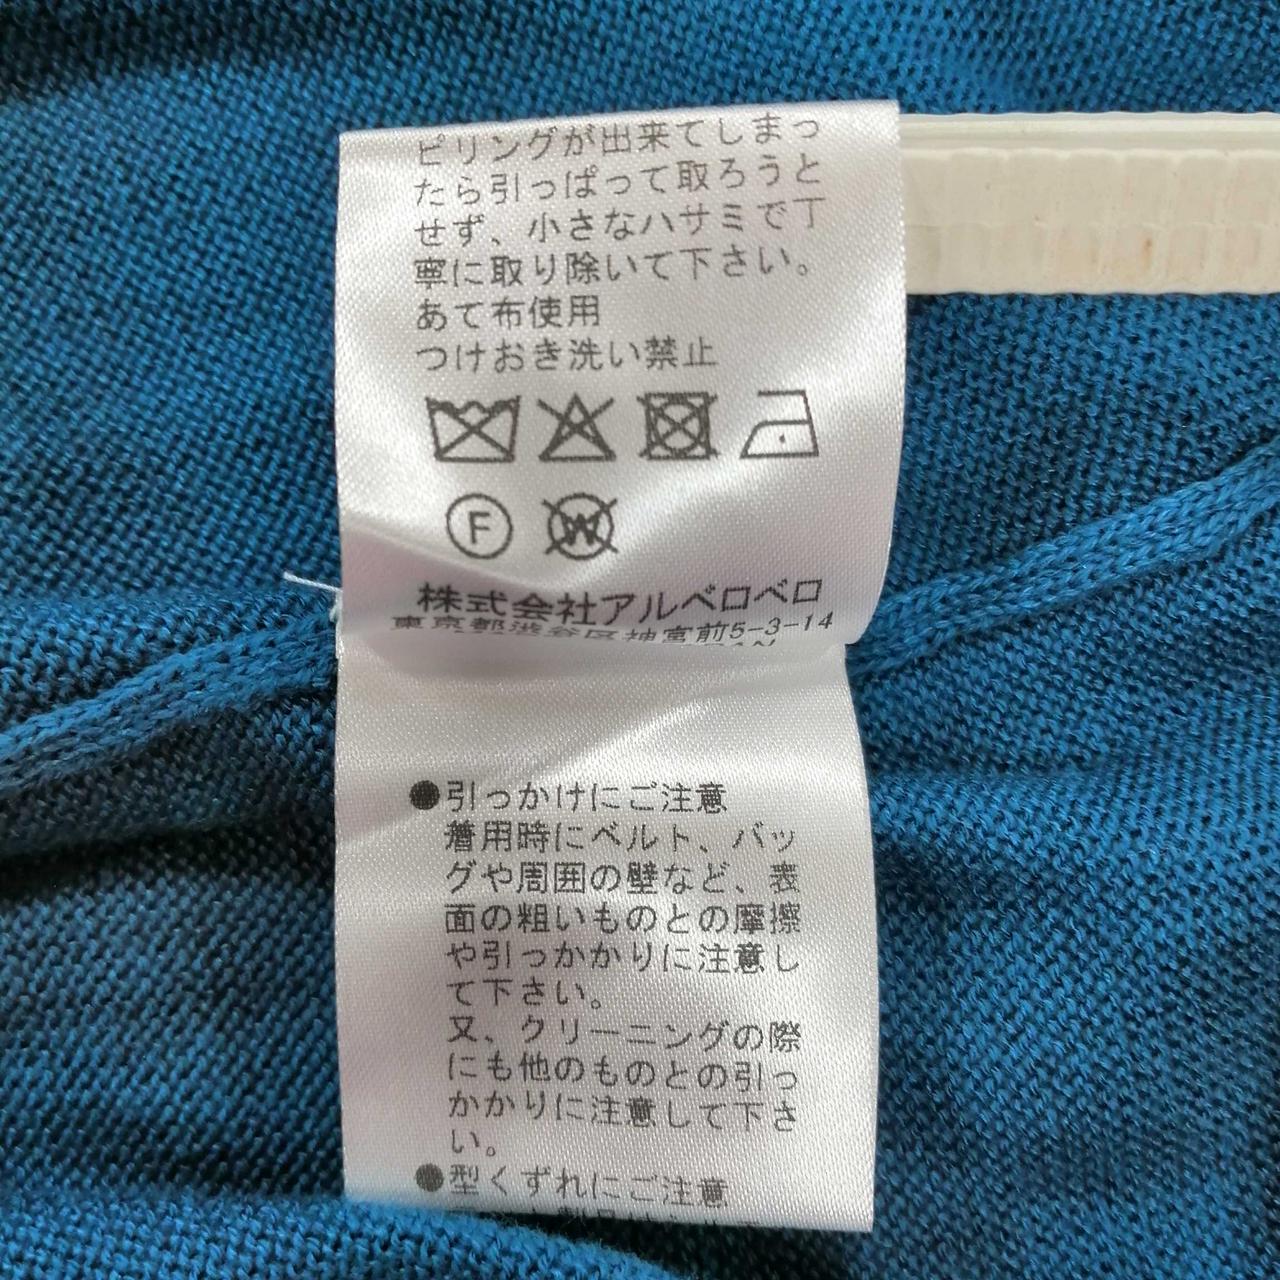 ピリングが出来てしまっ
たら引っぱって取ろうと
せず、小さなハサミで丁
寧に取り除いて下さい。
あて布使用
つけおき洗い禁止
F W
株式会社アルベロベロ
東京都渋谷区神宮前5-3-14
●引っかけにご注意
着用時にベルト、バッ
グや周囲の壁など、表
面の粗いものとの摩擦
や引っかかりに注意し
て下さい。
又、クリーニングの際
にも他のものとの引っ
かかりに注意して下さ
い。
●型くずれにご注意